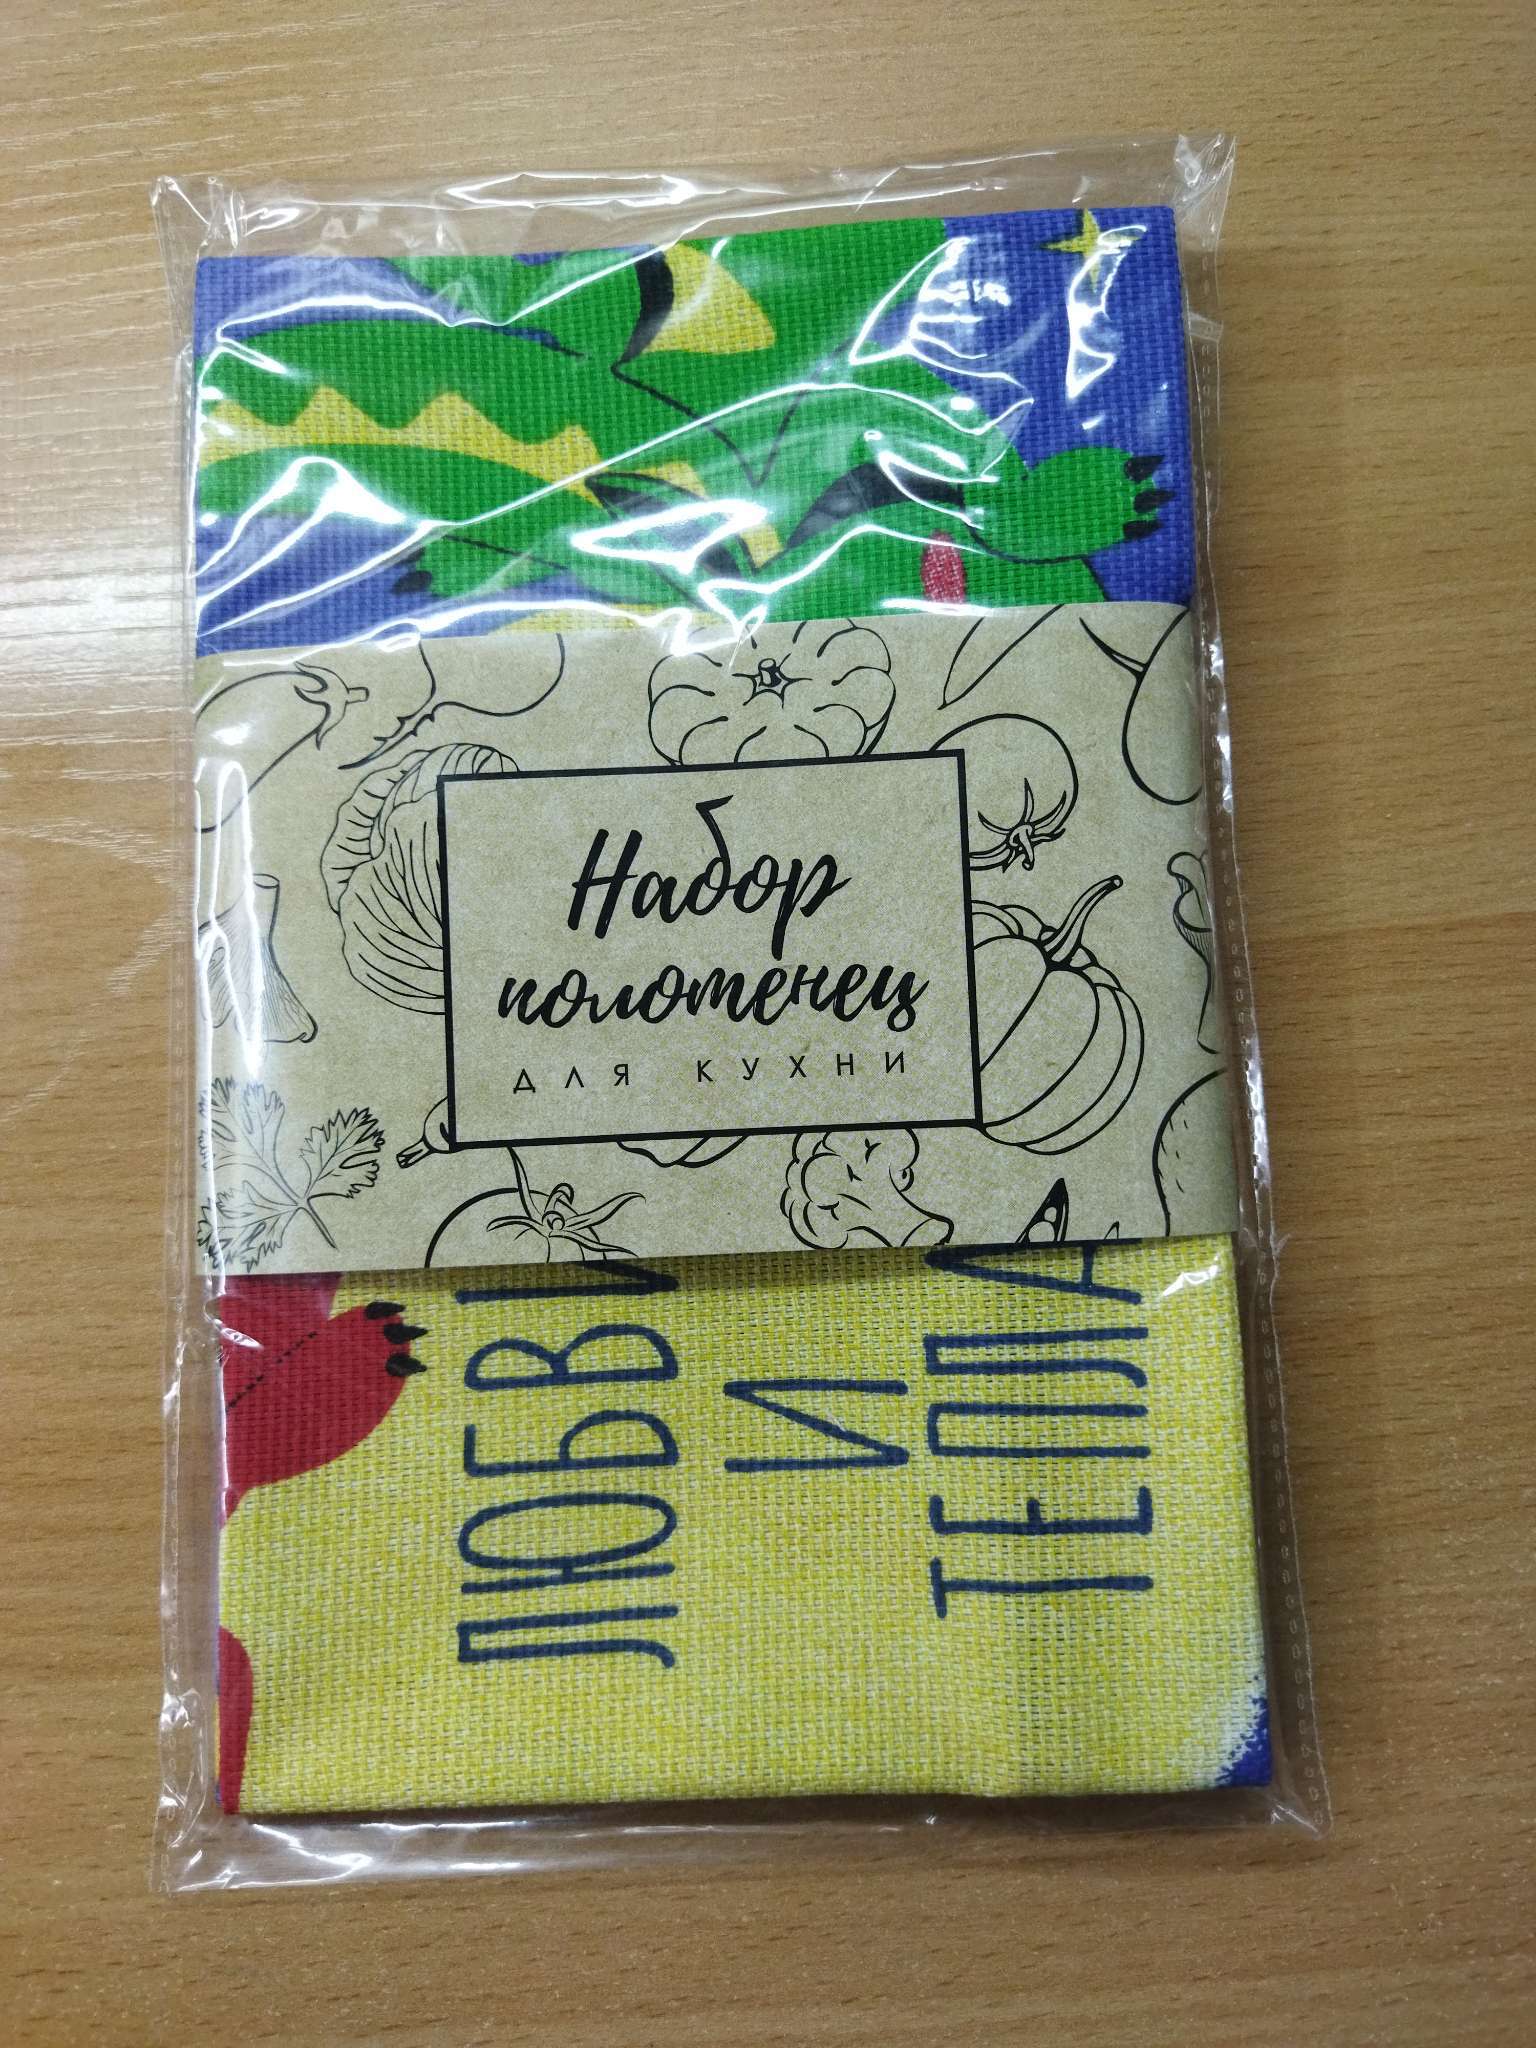 Набор
полотенец
ДЛЯ КУХНИ
ЛЮБВИ
И
ТЕПЛА